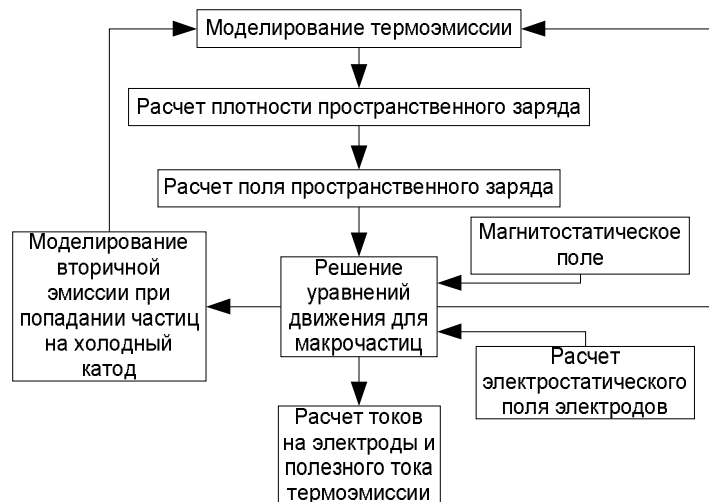 Моделирование термоэмиссии
Расчет плотности пространственного заряда
Расчет поля пространственного заряда
Моделирование
вторичной
эмиссии при
попадании частиц
на холодный
катод
Решение
уравнений
движения для
макрочастиц
Магнитостатическое
поле
Расчет
электростатического
поля электродов
Расчет токов
на электроды и
полезного тока
термоэмиссии